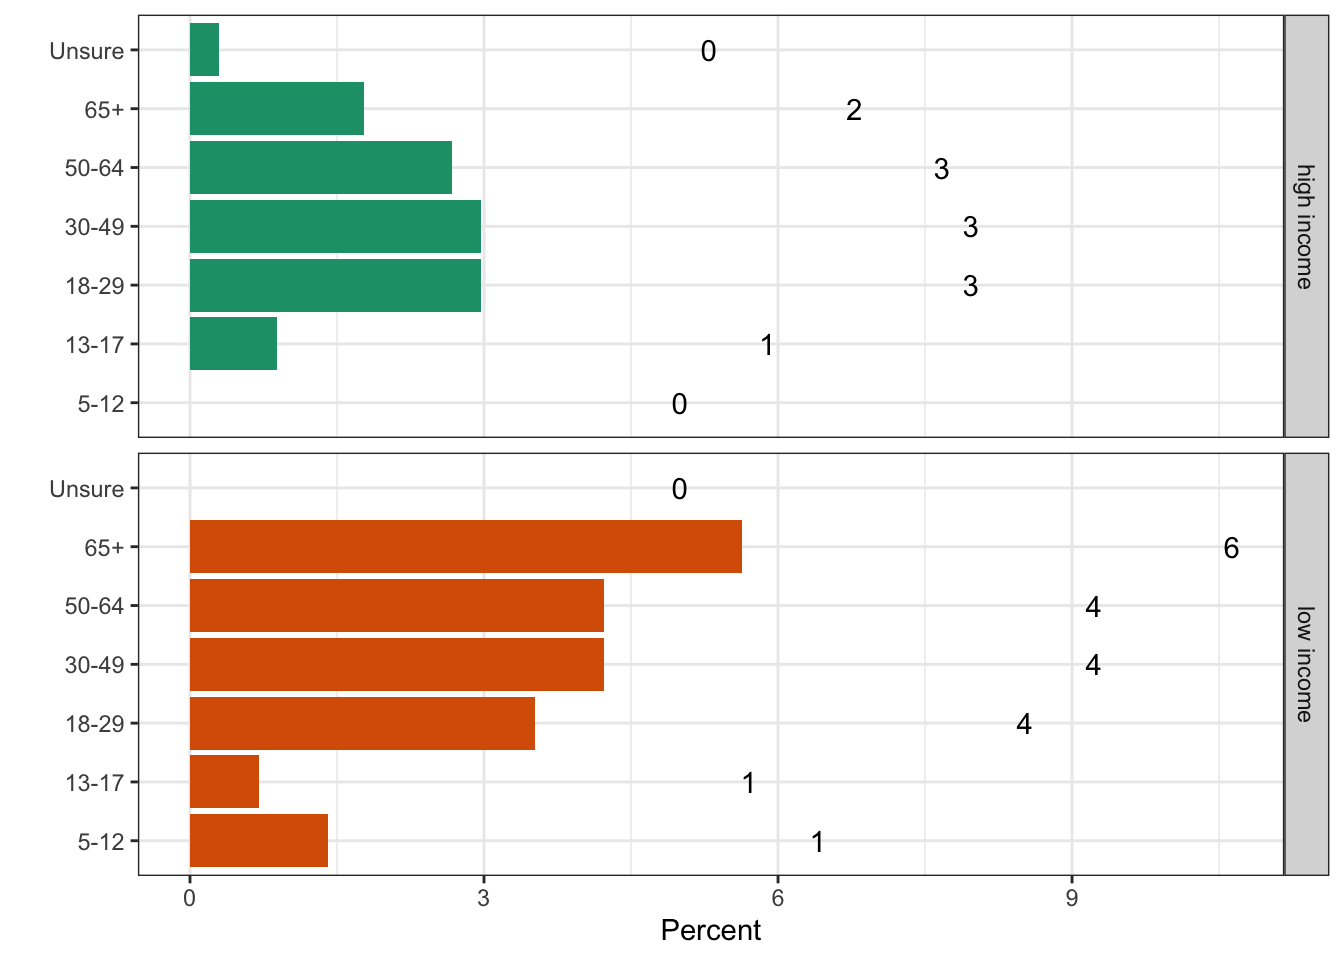 Unsure 0
65+ 2
50-64 3
30-49 3
18-29 3
13-17 1
5-12 0
high income
Unsure 0
65+ 6
50-64 4
30-49 4
18-29 4
13-17 1
5-12 1
low income
0 3 6 9
Percent